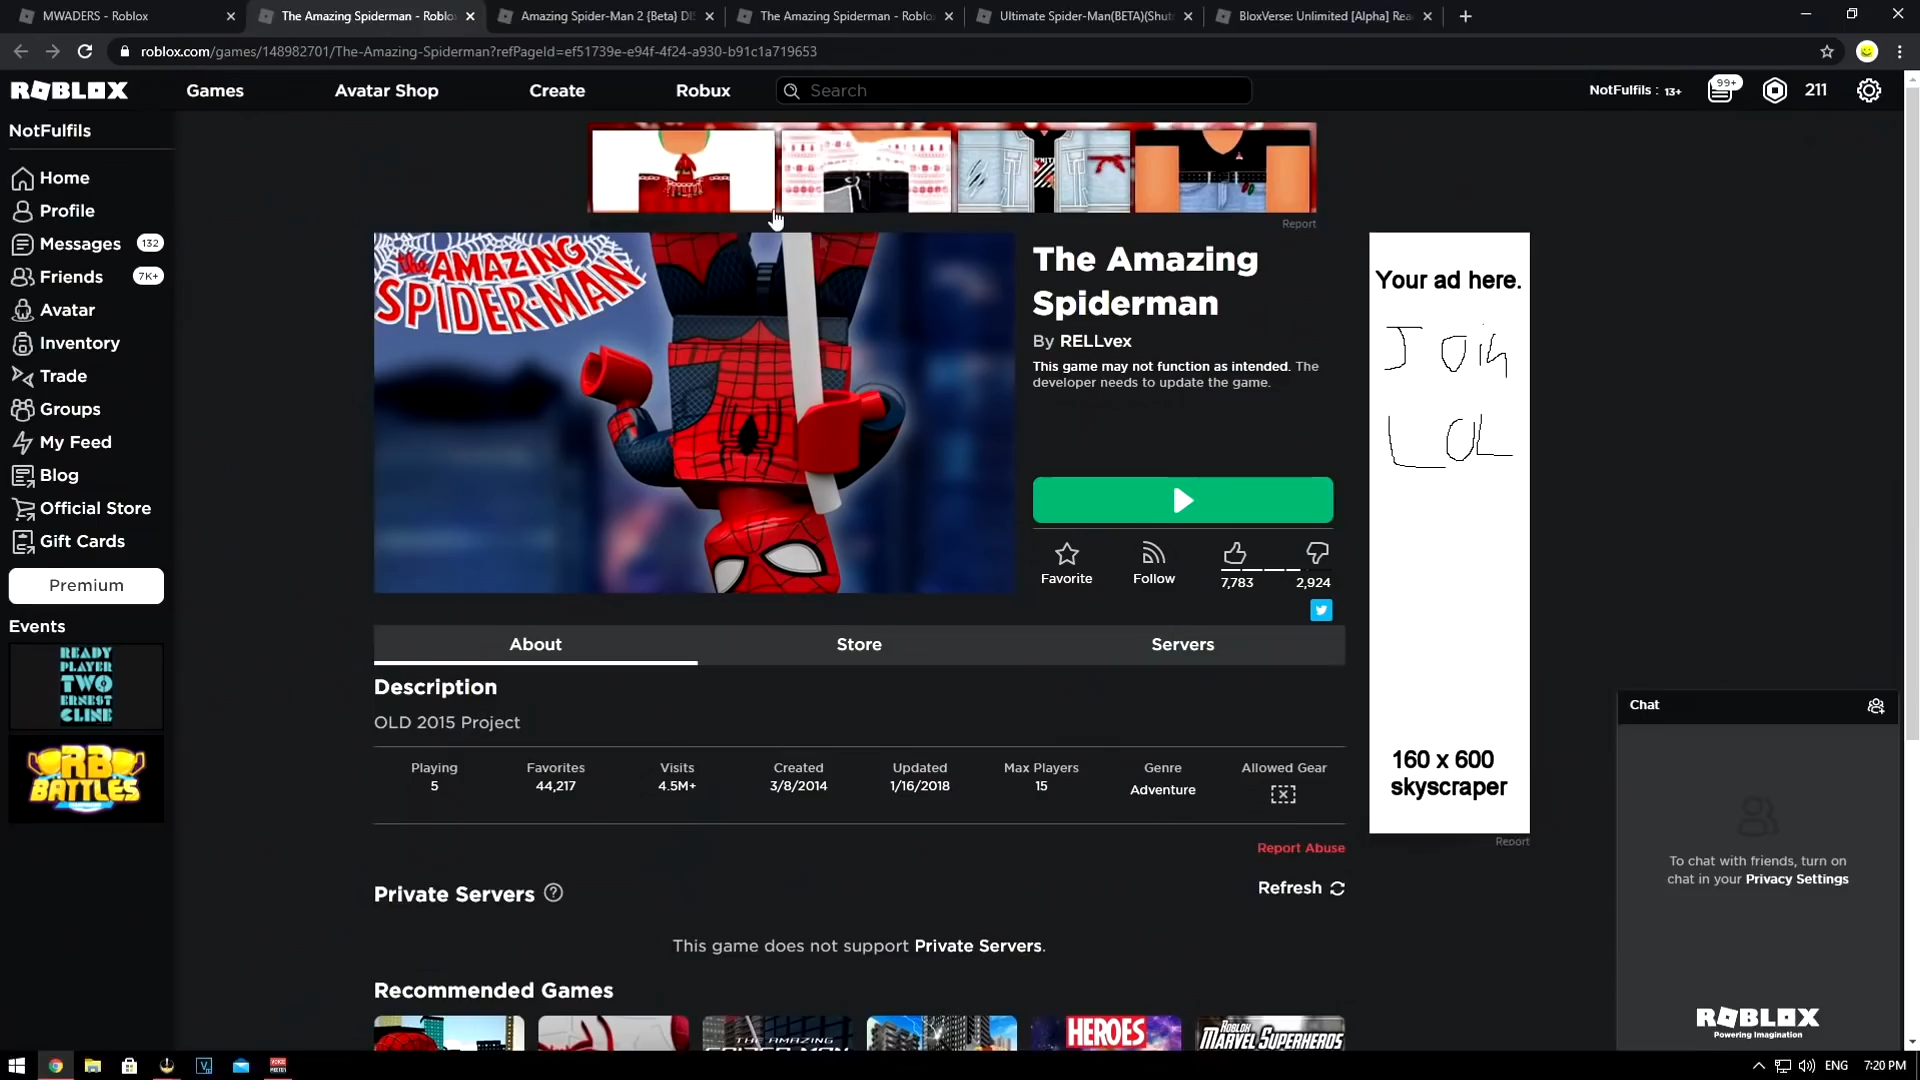 MWADERS - Roblox
The Amazing Spiderman - Roblo
Amazing Spider-Man 2 {Beta} DI
The Amazing Spiderman - Roblo
Ultimate Spider-Man(BETA)(Shut
BloxVerse: Unlimited [Alpha] Rea
roblox.com/games/148982701/The-Amazing-Spiderman?refPageId=ef51739e-e94f-4f24-a930-b91c1a719653
ROBLOX
Games
Avatar Shop
Create
Robux
Search
NotFulfils : 13+
99+
211
NotFulfils
Home
Profile
Messages 132
Friends 7K+
Avatar
Inventory
Trade
Groups
My Feed
Blog
Official Store
Gift Cards
Premium
Events
READY
PLAYER
TWO
ERNEST
CLINE
RB
BATTLES
Report
the AMAZING
SPIDER-MAN
The Amazing
Spiderman
By RELLvex
This game may not function as intended. The
developer needs to update the game.
Favorite
Follow
7,783
2,924
About
Store
Servers
Description
OLD 2015 Project
Playing
5
Favorites
44,217
Visits
4.5M+
Created
3/8/2014
Updated
1/16/2018
Max Players
15
Genre
Adventure
Allowed Gear
Report Abuse
Private Servers
Refresh
This game does not support Private Servers.
Recommended Games
THE AMAZING
HEROES
ROBLOX
MARVEL SUPERHEROES
Your ad here.
Join
LOL
160 x 600
skyscraper
Report
Chat
To chat with friends, turn on
chat in your Privacy Settings
ROBLOX
Powering Imagination
ENG
7:20 PM